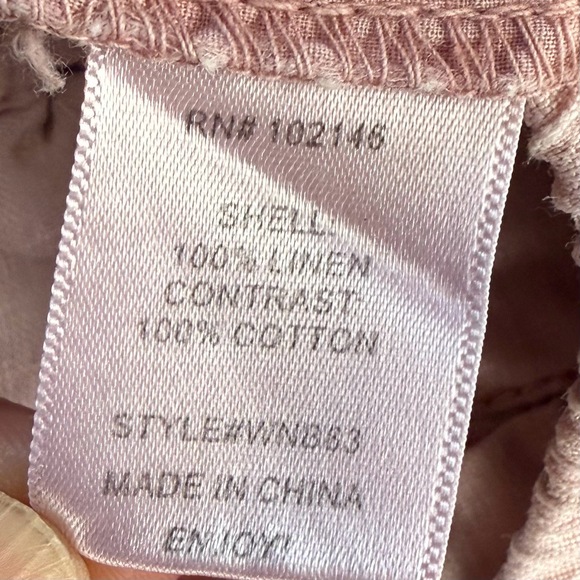 RN# 102146
SHELL:
100% LINEN
CONTRAST:
100% COTTON
STYLE#WN863
MADE IN CHINA
ENJOY!